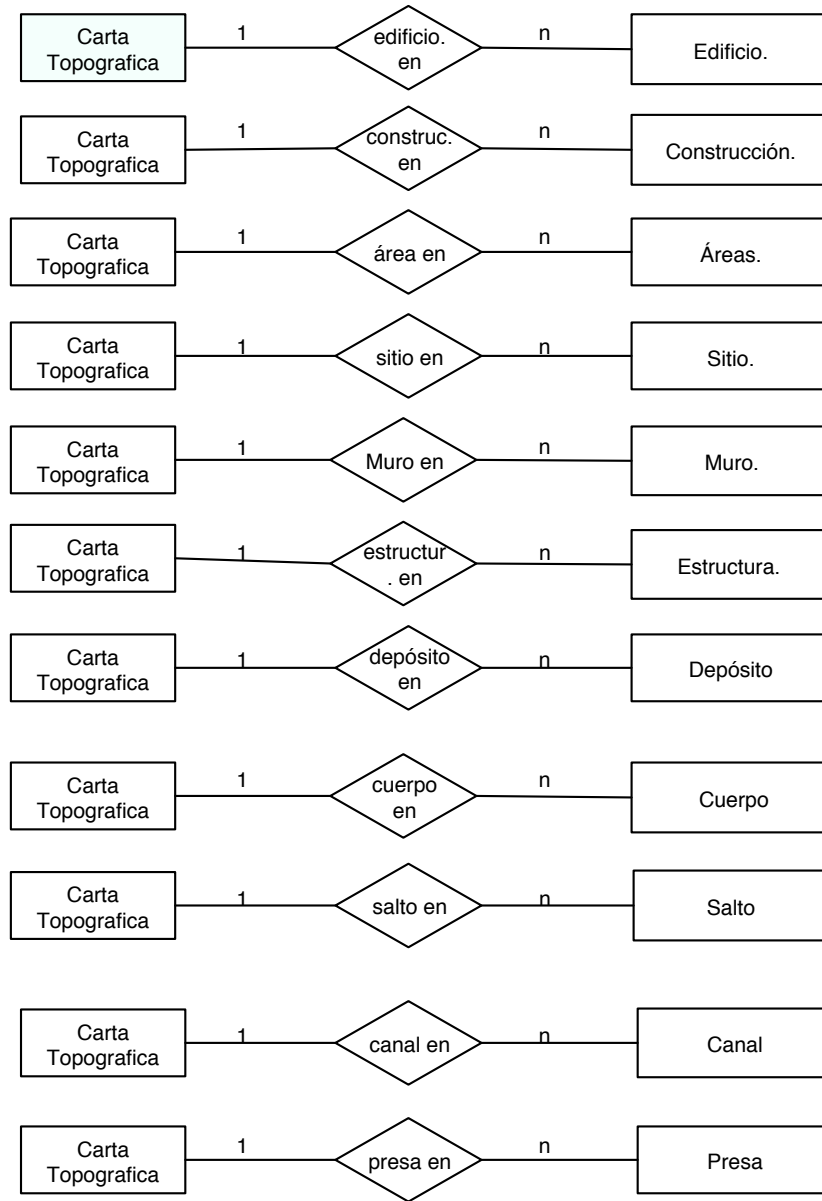 Carta
Topografica
1
edificio.
en
n
Edificio.
Carta
Topografica
1
construc.
en
n
Construcción.
Carta
Topografica
1
área en
n
Áreas.
Carta
Topografica
1
sitio en
n
Sitio.
Carta
Topografica
1
Muro en
n
Muro.
Carta
Topografica
1
estructur
. en
n
Estructura.
Carta
Topografica
1
depósito
en
n
Depósito
Carta
Topografica
1
cuerpo
en
n
Cuerpo
Carta
Topografica
1
salto en
n
Salto
Carta
Topografica
1
canal en
n
Canal
Carta
Topografica
1
presa en
n
Presa